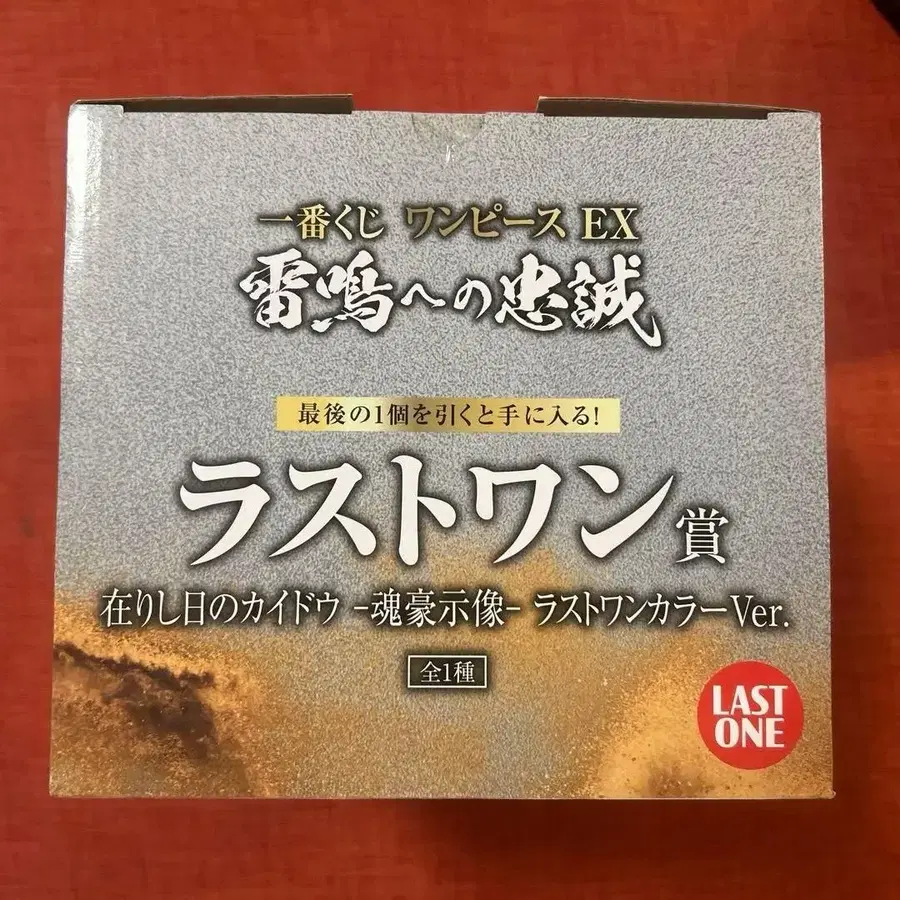 一番くじ ワンピース EX
雷鳴への忠誠
最後の1個を引くと手に入る!
ラストワン賞
在りし日のカイドウ -魂豪示像- ラストワンカラーVer.
全1種
LAST
ONE